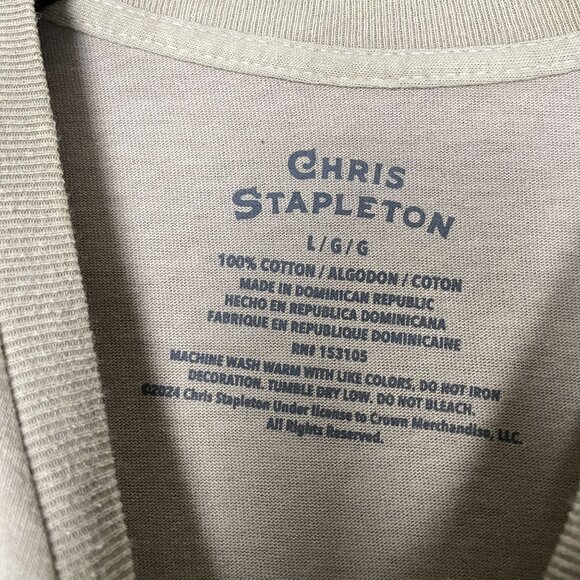 CHRIS
STAPLETON
L/G/G
100% COTTON / ALGODON / COTON
MADE IN DOMINICAN REPUBLIC
HECHO EN REPUBLICA DOMINICANA
FABRIQUE EN REPUBLIQUE DOMINICAINE
RN# 153105
MACHINE WASH WARM WITH LIKE COLORS. DO NOT IRON
DECORATION. TUMBLE DRY LOW. DO NOT BLEACH.
©2024 Chris Stapleton Under license to Crown Merchandise, LLC.
All Rights Reserved.